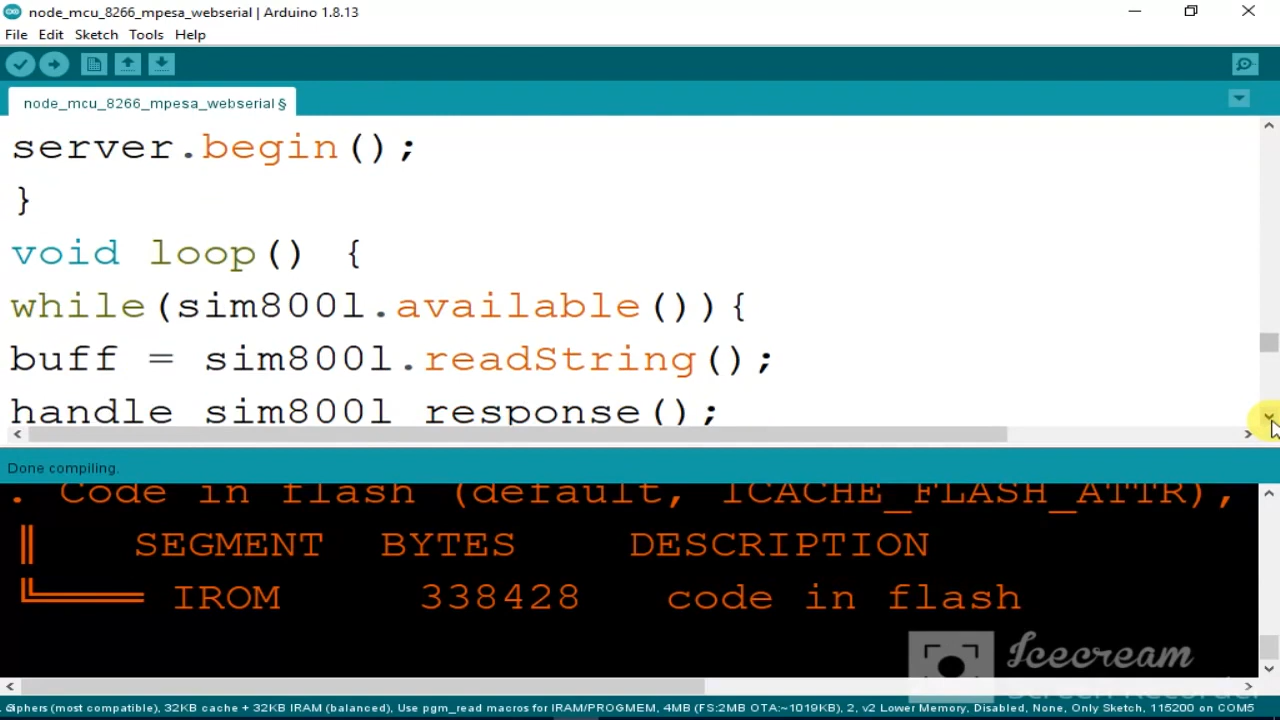 node_mcu_8266_mpesa_webserial | Arduino 1.8.13
File Edit Sketch Tools Help
node_mcu_8266_mpesa_webserial §
server.begin();
}
void loop() {
while(sim800l.available()){
buff = sim800l.readString();
handle_sim800l_response();
Done compiling.
. Code in flash (default, ICACHE_FLASH_ATTR),
║ SEGMENT BYTES DESCRIPTION
╚═════ IROM 338428 code in flash
Icecream
Screen Recorder
Ciphers (most compatible), 32KB cache + 32KB IRAM (balanced), Use pgm_read macros for IRAM/PROGMEM, 4MB (FS:2MB OTA:~1019KB), 2, v2 Lower Memory, Disabled, None, Only Sketch, 115200 on COM5